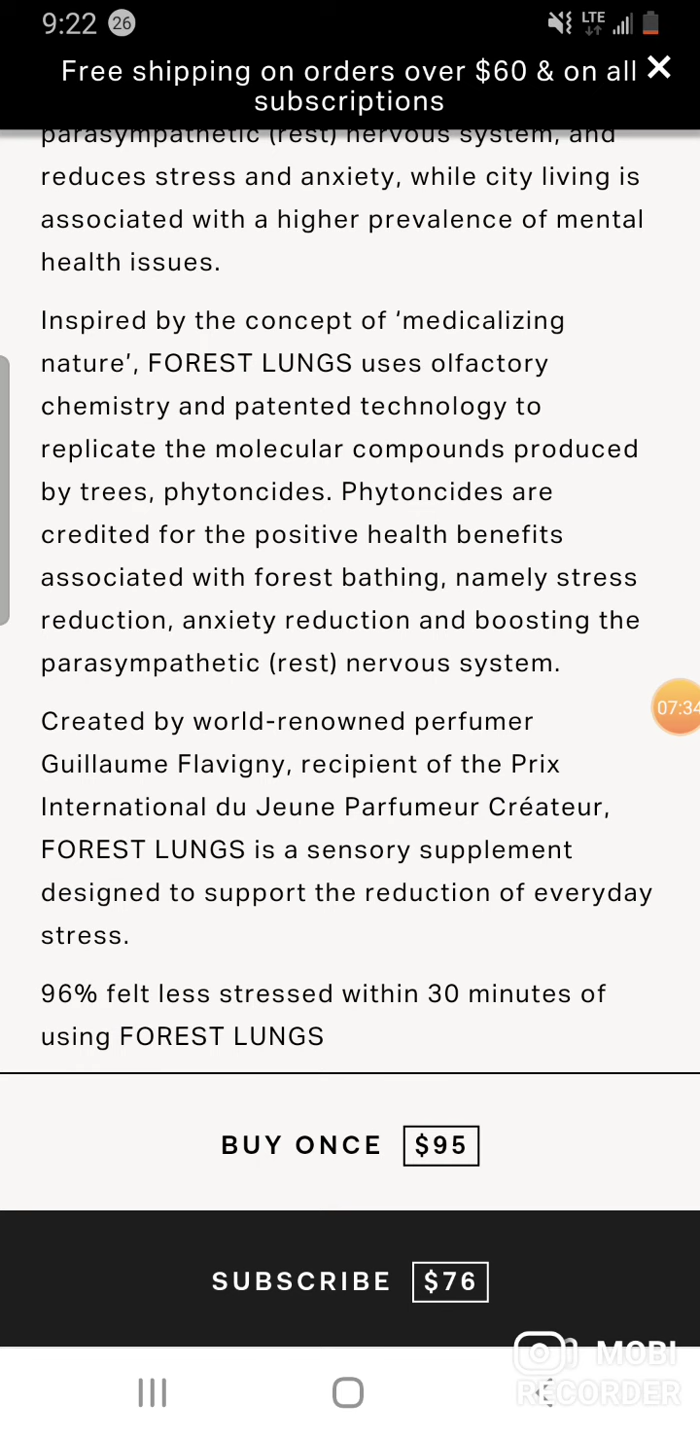 9:22 26 LTE
Free shipping on orders over $60 & on all
subscriptions
parasympathetic (rest) nervous system, and
reduces stress and anxiety, while city living is
associated with a higher prevalence of mental
health issues.
Inspired by the concept of ‘medicalizing
nature’, FOREST LUNGS uses olfactory
chemistry and patented technology to
replicate the molecular compounds produced
by trees, phytoncides. Phytoncides are
credited for the positive health benefits
associated with forest bathing, namely stress
reduction, anxiety reduction and boosting the
parasympathetic (rest) nervous system.
07:34
Created by world-renowned perfumer
Guillaume Flavigny, recipient of the Prix
International du Jeune Parfumeur Créateur,
FOREST LUNGS is a sensory supplement
designed to support the reduction of everyday
stress.
96% felt less stressed within 30 minutes of
using FOREST LUNGS
BUY ONCE $95
SUBSCRIBE $76
MOBI
RECORDER